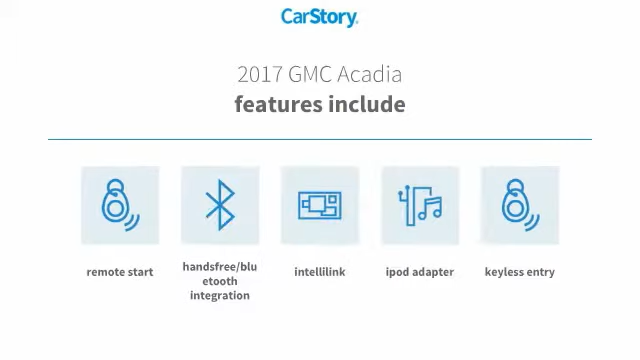 CarStory
2017 GMC Acadia
features include
remote start
handsfree/blu
etooth
integration
intellilink
ipod adapter
keyless entry